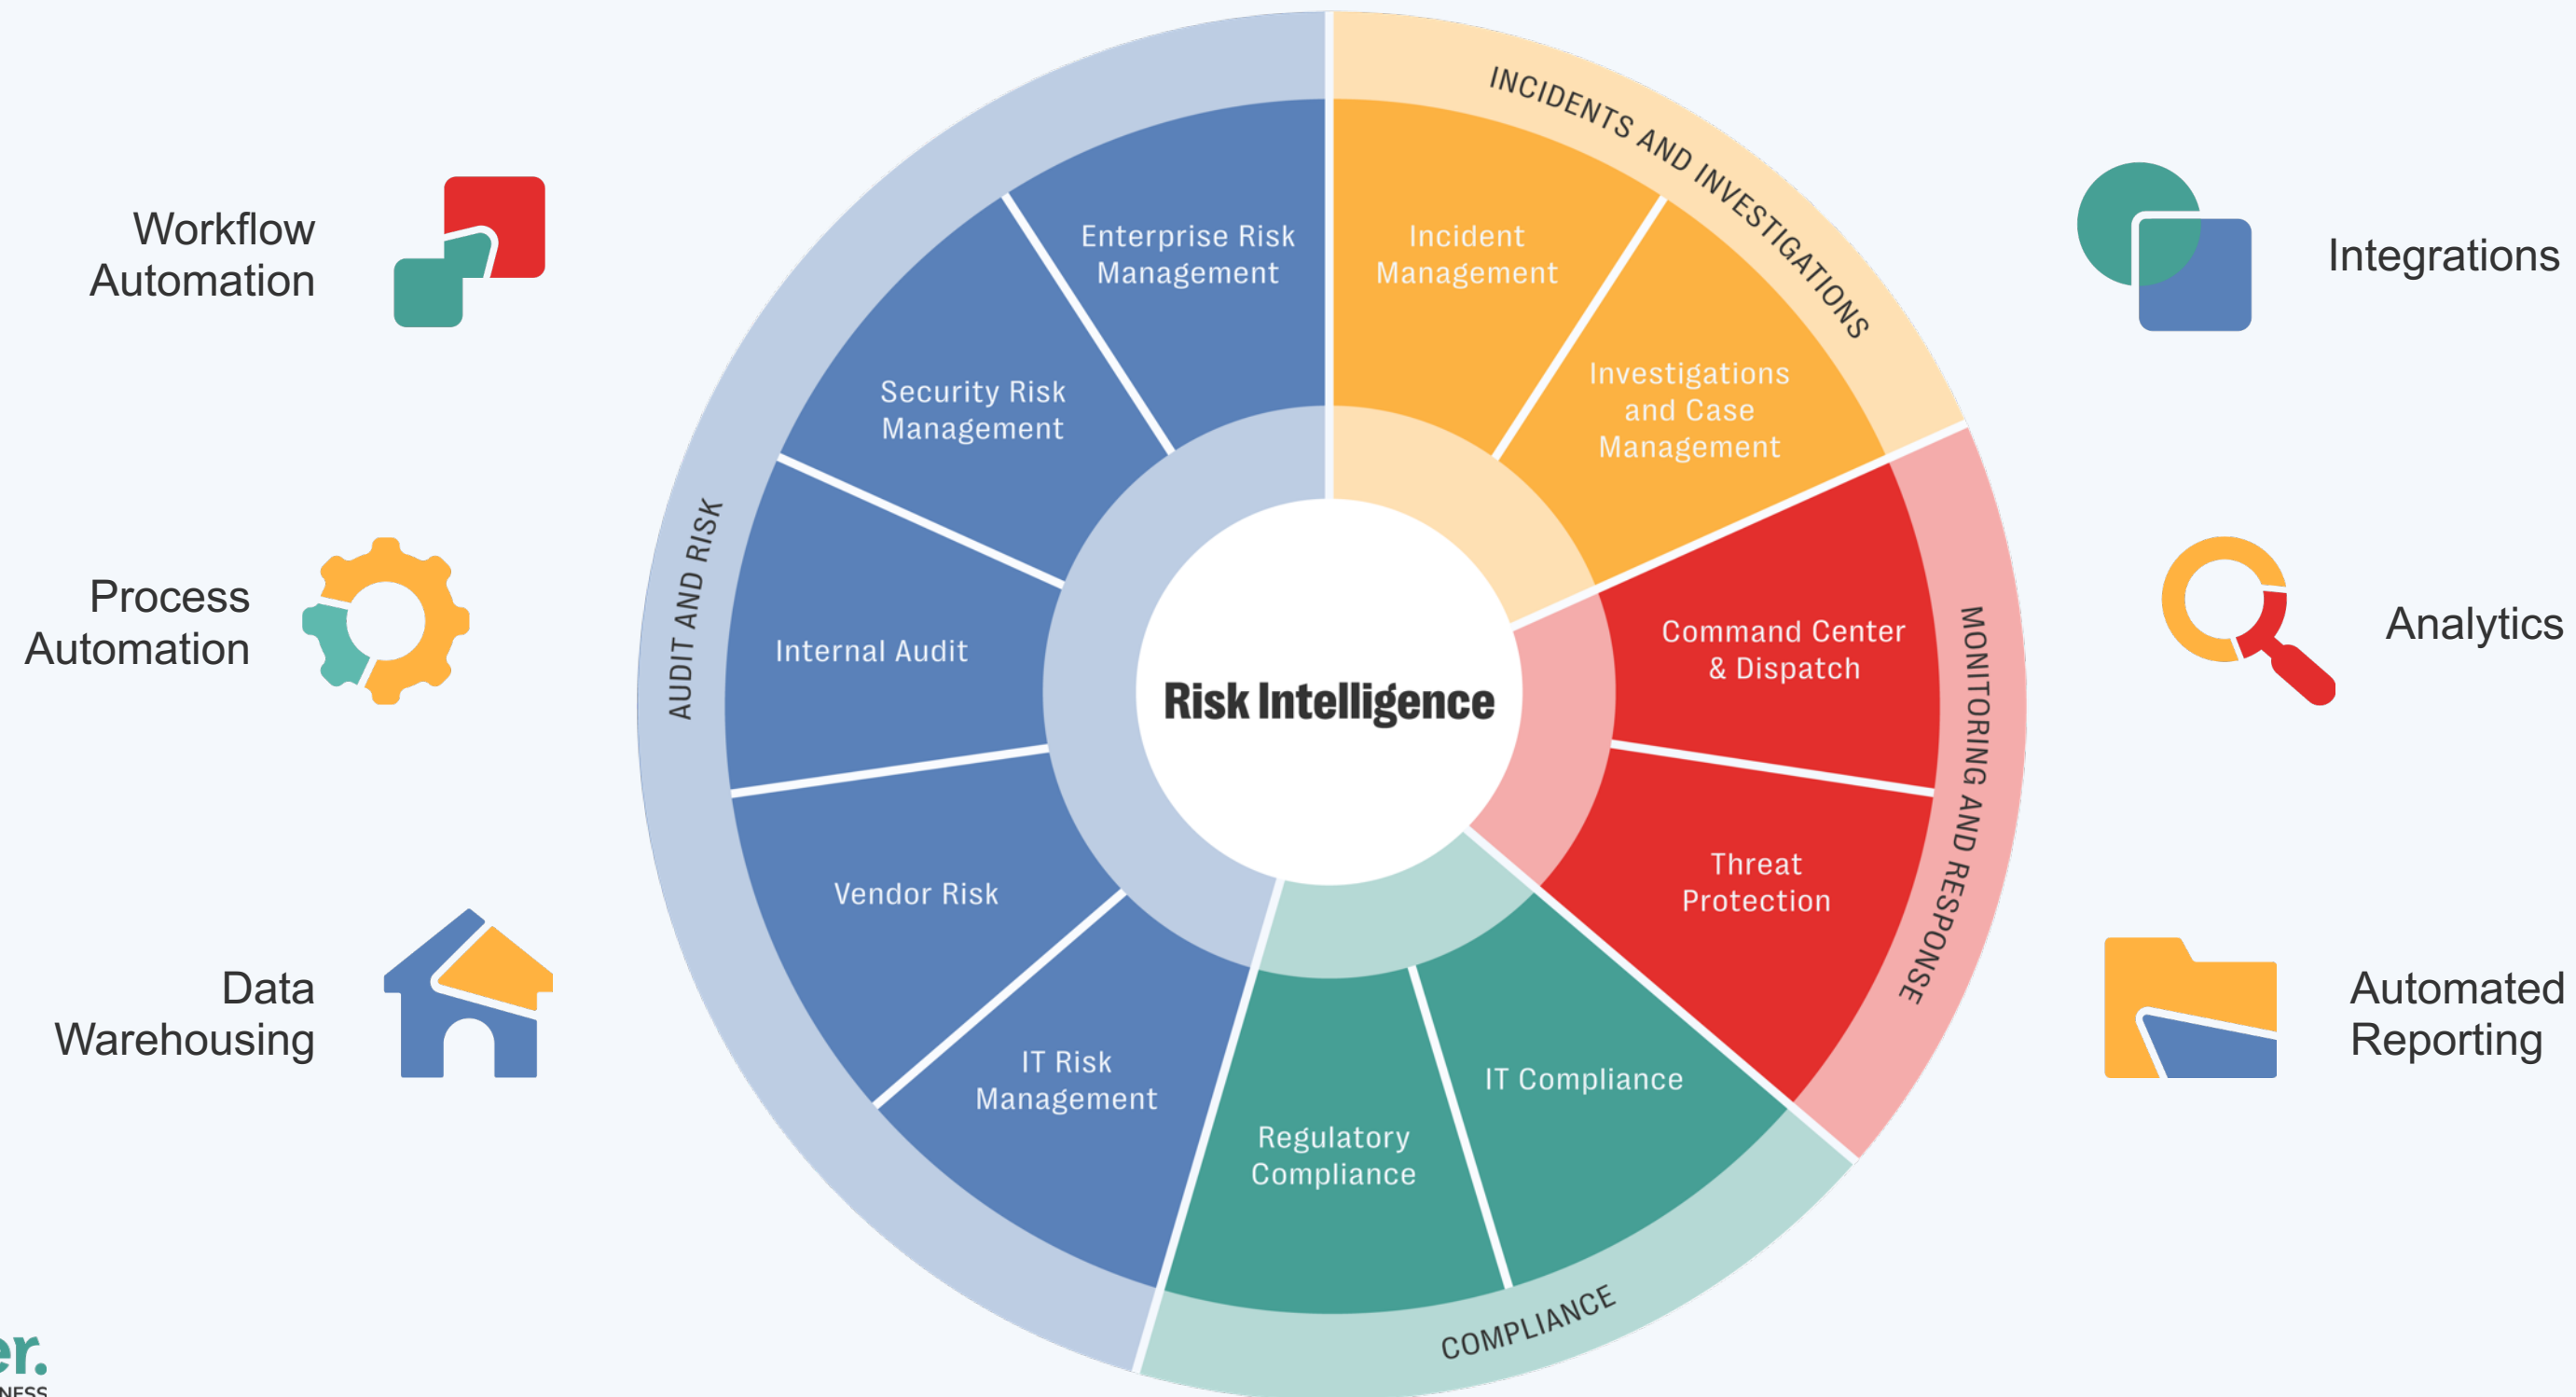 Workflow
Automation
Process
Automation
Data
Warehousing
INCIDENTS AND INVESTIGATIONS
Enterprise Risk
Management
Incident
Management
Security Risk
Management
Investigations
and Case
Management
AUDIT AND RISK
Internal Audit
Risk Intelligence
Command Center
& Dispatch
MONITORING AND RESPONSE
Vendor Risk
Threat
Protection
IT Risk
Management
IT Compliance
Regulatory
Compliance
COMPLIANCE
Integrations
Analytics
Automated
Reporting